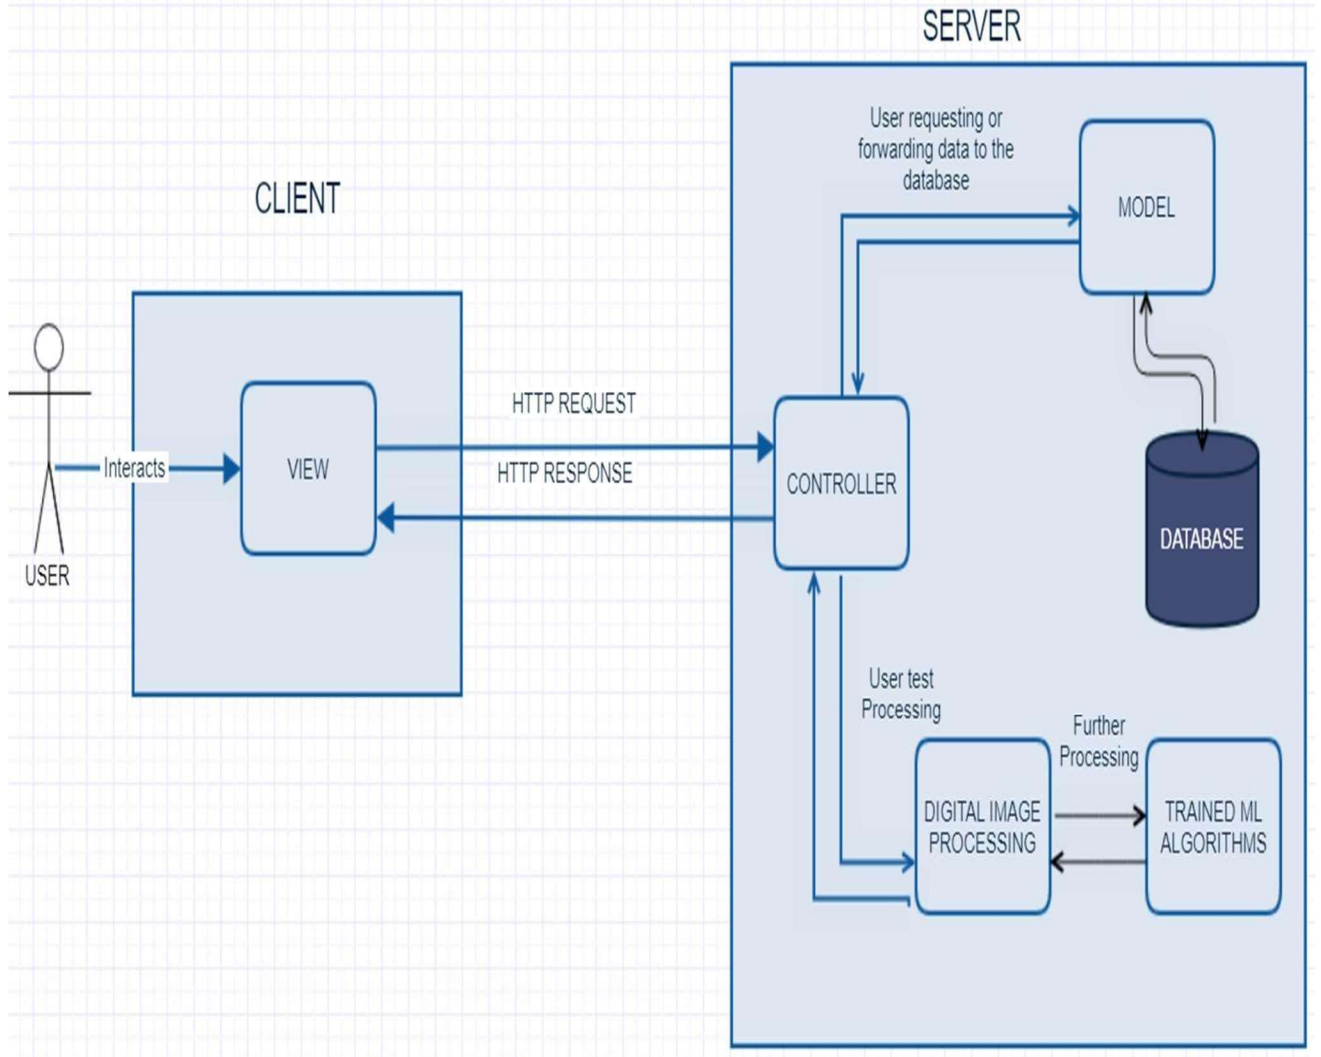 SERVER
User requesting or
forwarding data to the
database
MODEL
CLIENT
HTTP REQUEST
Interacts
VIEW
HTTP RESPONSE
CONTROLLER
DATABASE
USER
User test
Processing
Further
Processing
DIGITAL IMAGE
PROCESSING
TRAINED ML
ALGORITHMS